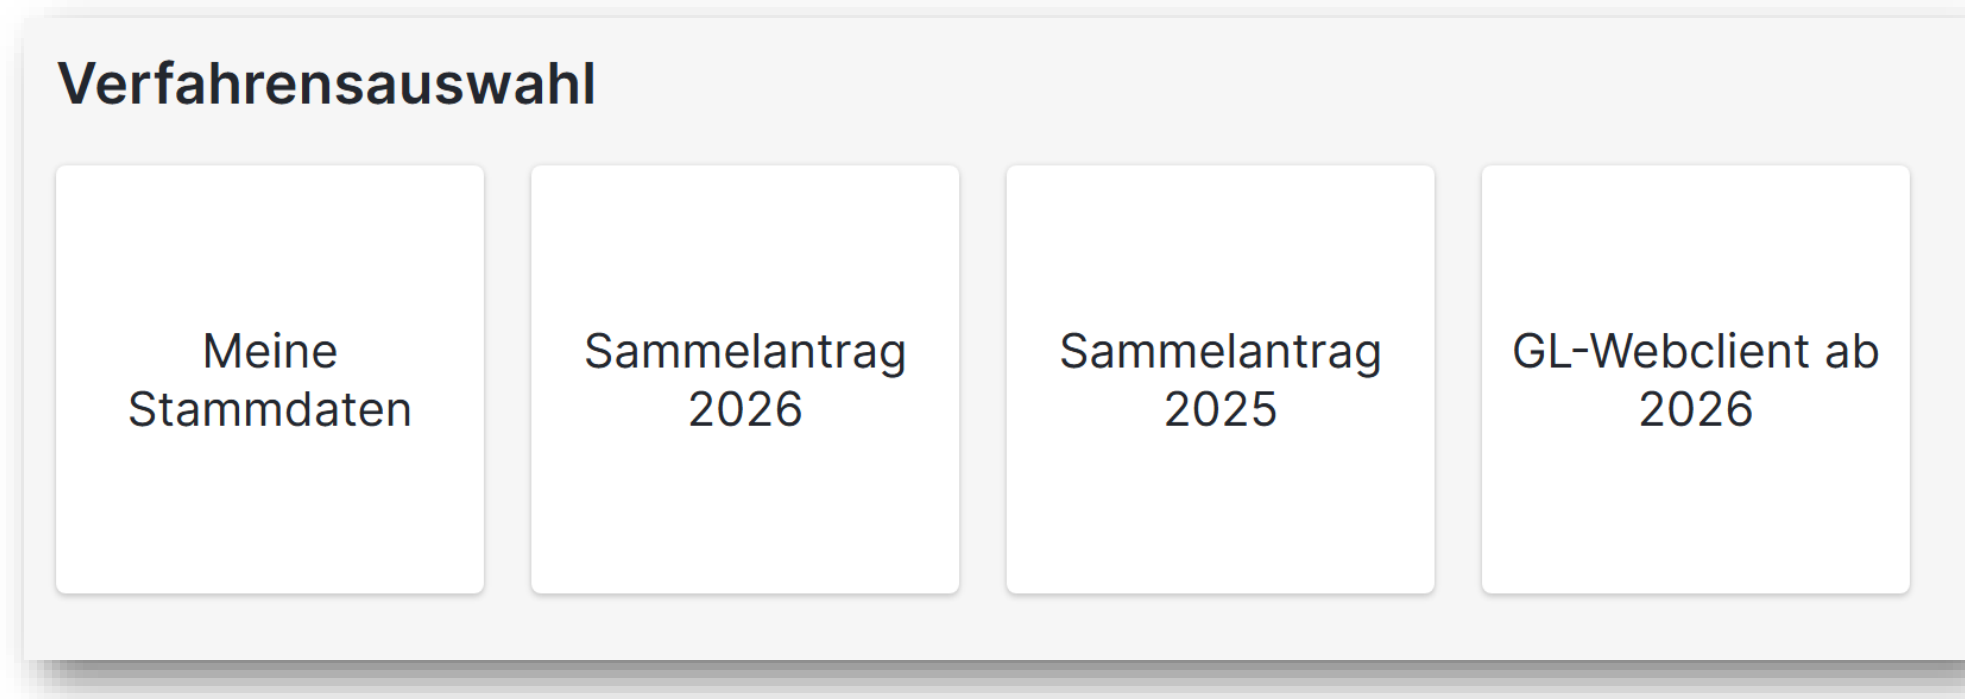 Verfahrensauswahl
Meine
Stammdaten
Sammelantrag
2026
Sammelantrag
2025
GL-Webclient ab
2026